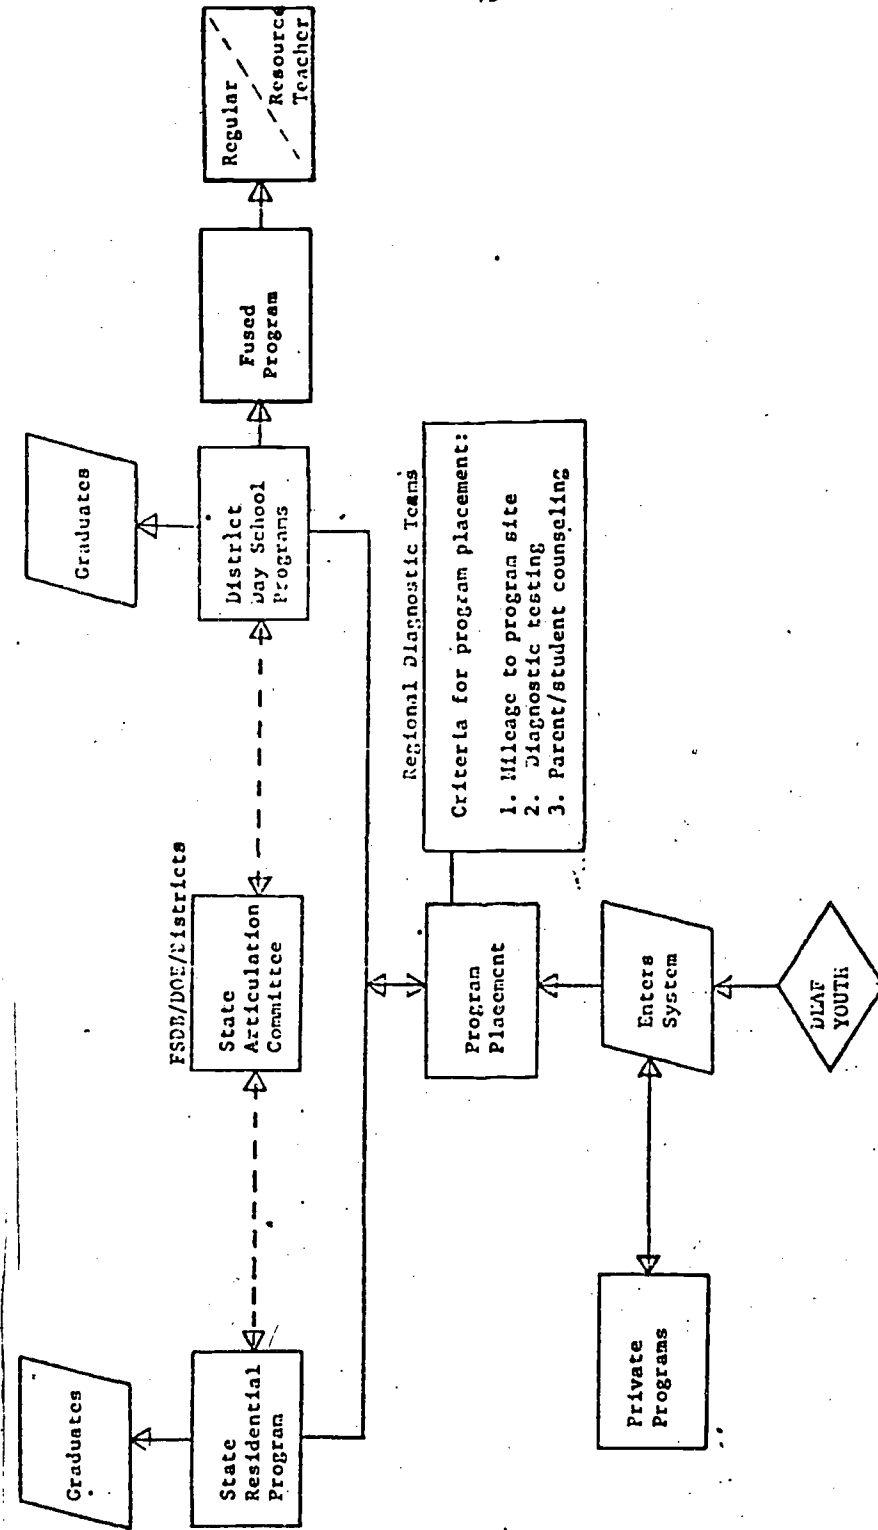 Graduates
Graduates
FSDB/DOE/Districts
State
Residential
Program
State
Articulation
Committee
District
Day School
Programs
Fused
Program
Regular
Resource
Teacher
Regional Diagnostic Teams
Program
Placement
Criteria for program placement:
1. Mileage to program site
2. Diagnostic testing
3. Parent/student counseling
Private
Programs
Enters
System
DEAF
YOUTH